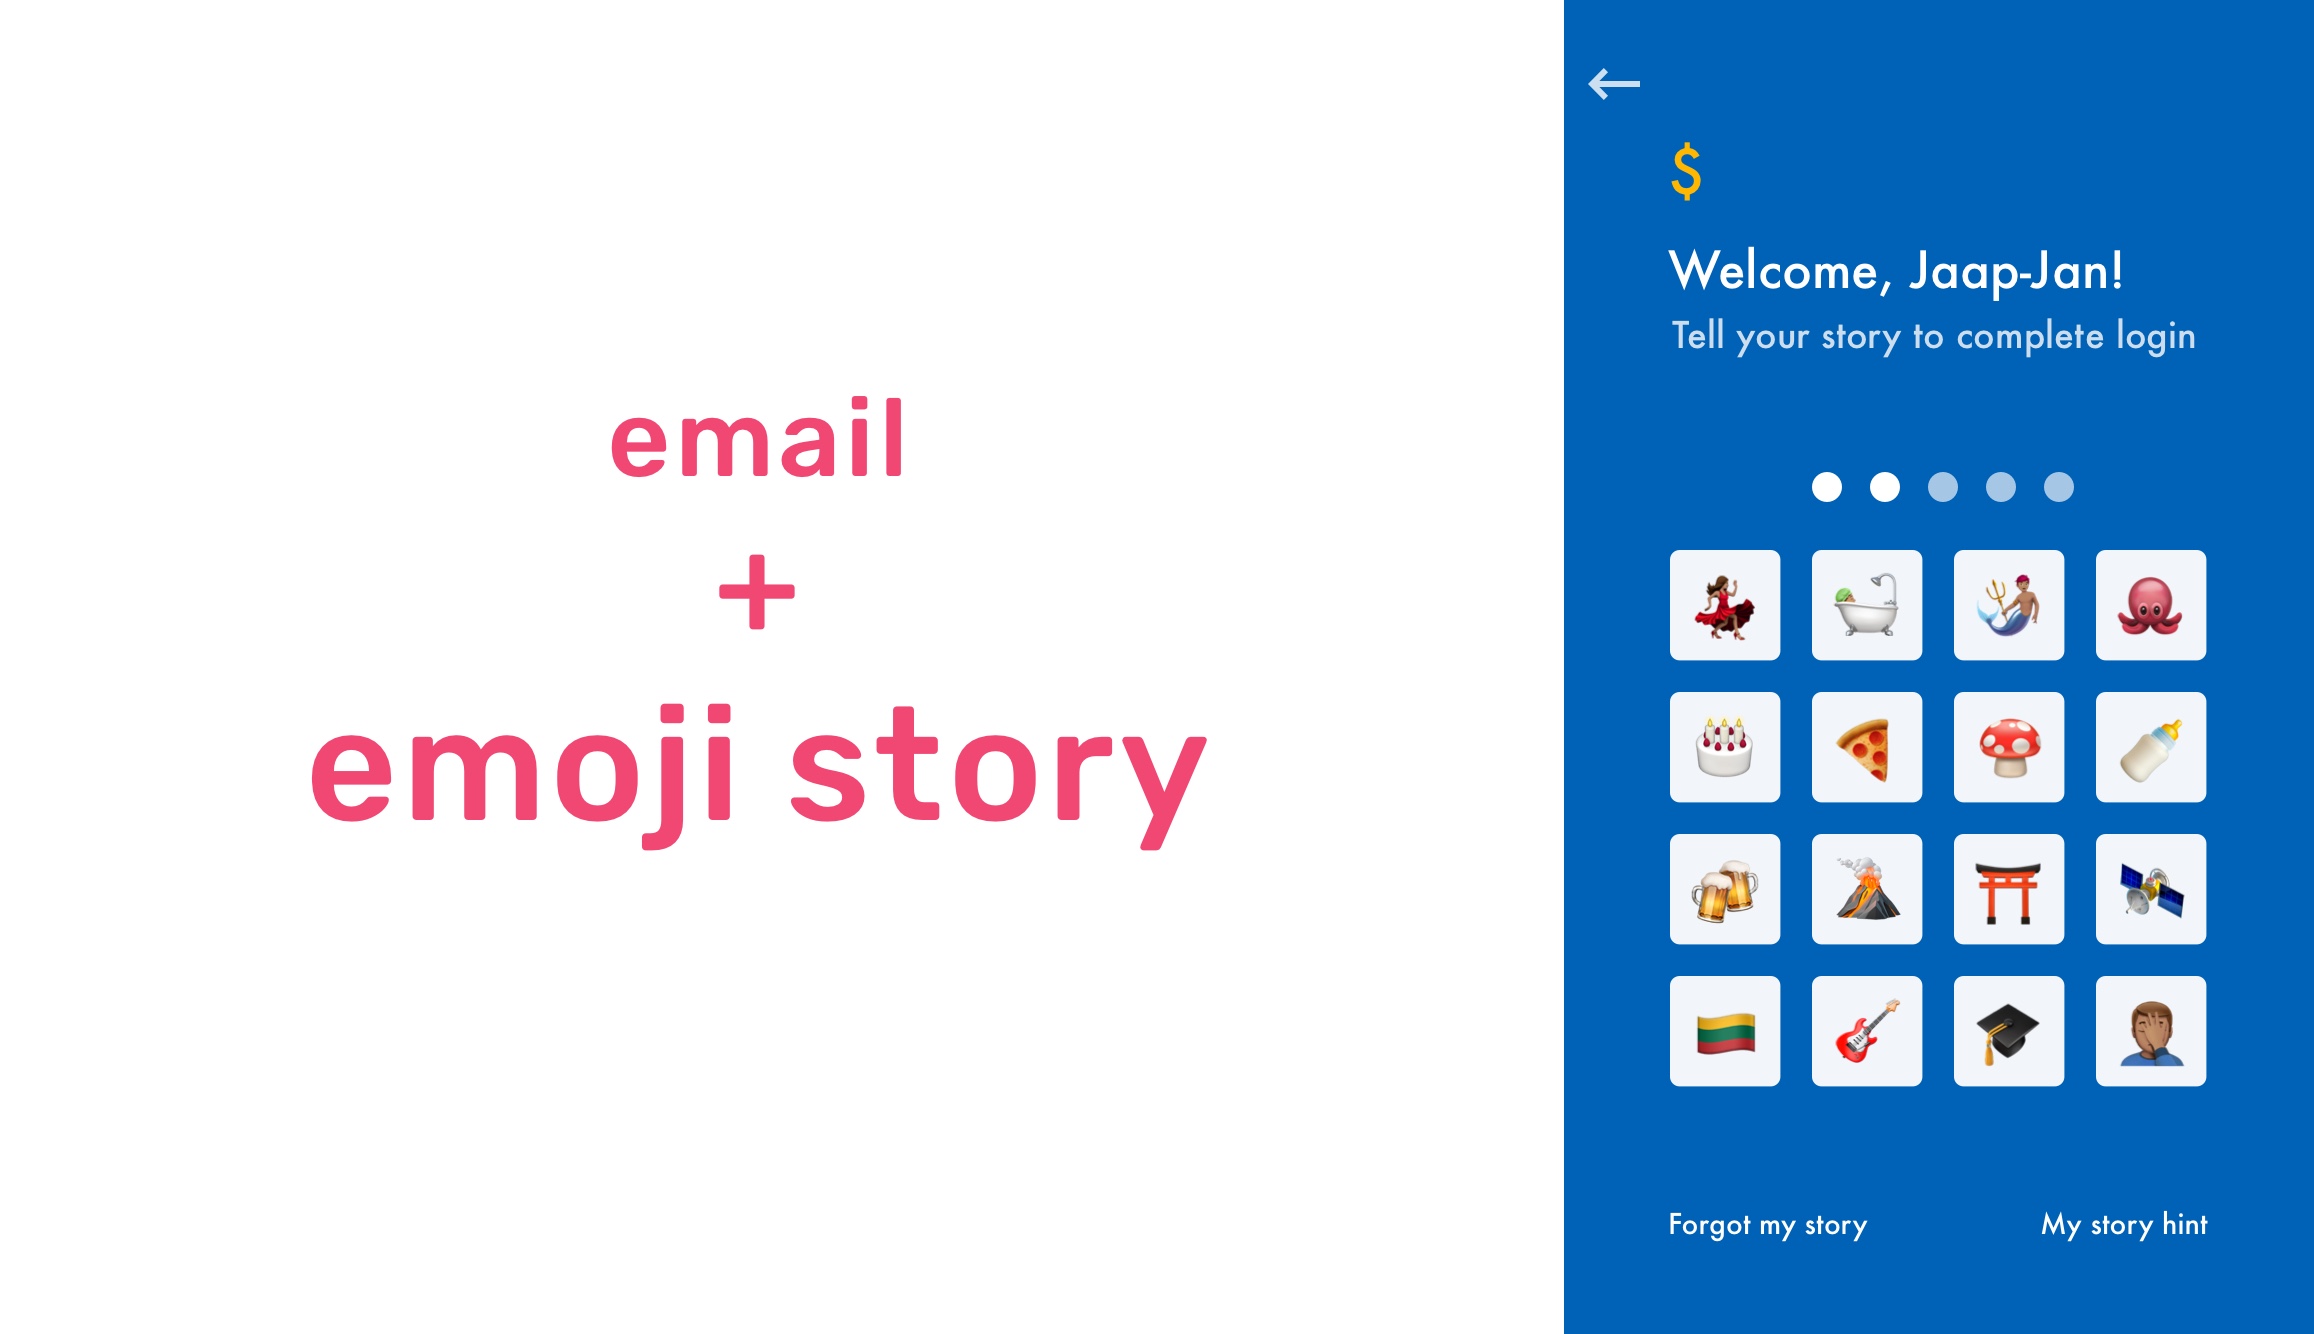 email
+
emoji story
$
Welcome, Jaap-Jan!
Tell your story to complete login
Forgot my story
My story hint